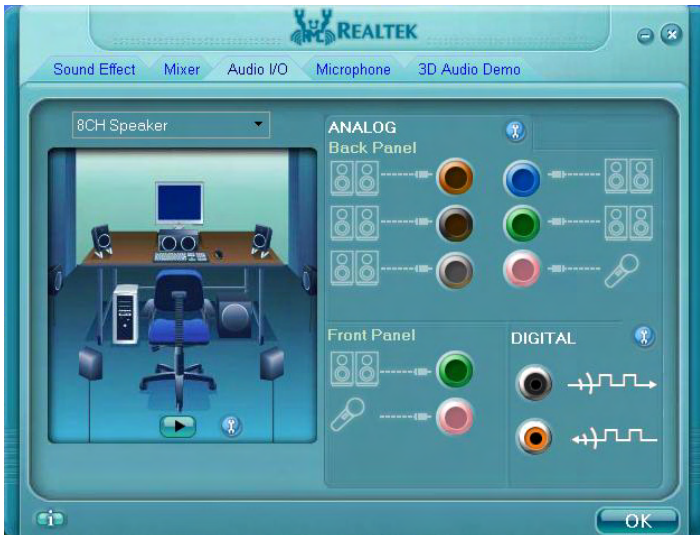 REALTEK
Sound Effect Mixer Audio I/O Microphone 3D Audio Demo
8CH Speaker
ANALOG
Back Panel
Front Panel
DIGITAL
OK